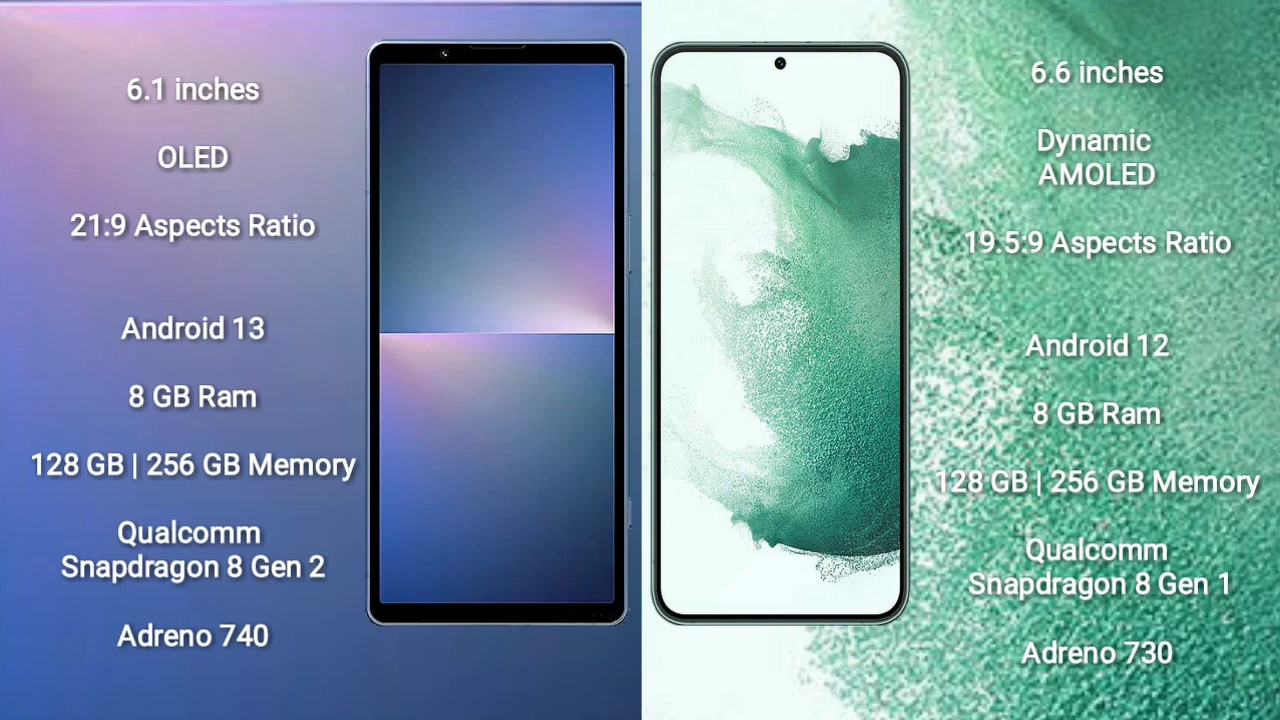 6.1 inches
OLED
21:9 Aspects Ratio
Android 13
8 GB Ram
128 GB | 256 GB Memory
Qualcomm
Snapdragon 8 Gen 2
Adreno 740
6.6 inches
Dynamic
AMOLED
19.5:9 Aspects Ratio
Android 12
8 GB Ram
128 GB | 256 GB Memory
Qualcomm
Snapdragon 8 Gen 1
Adreno 730